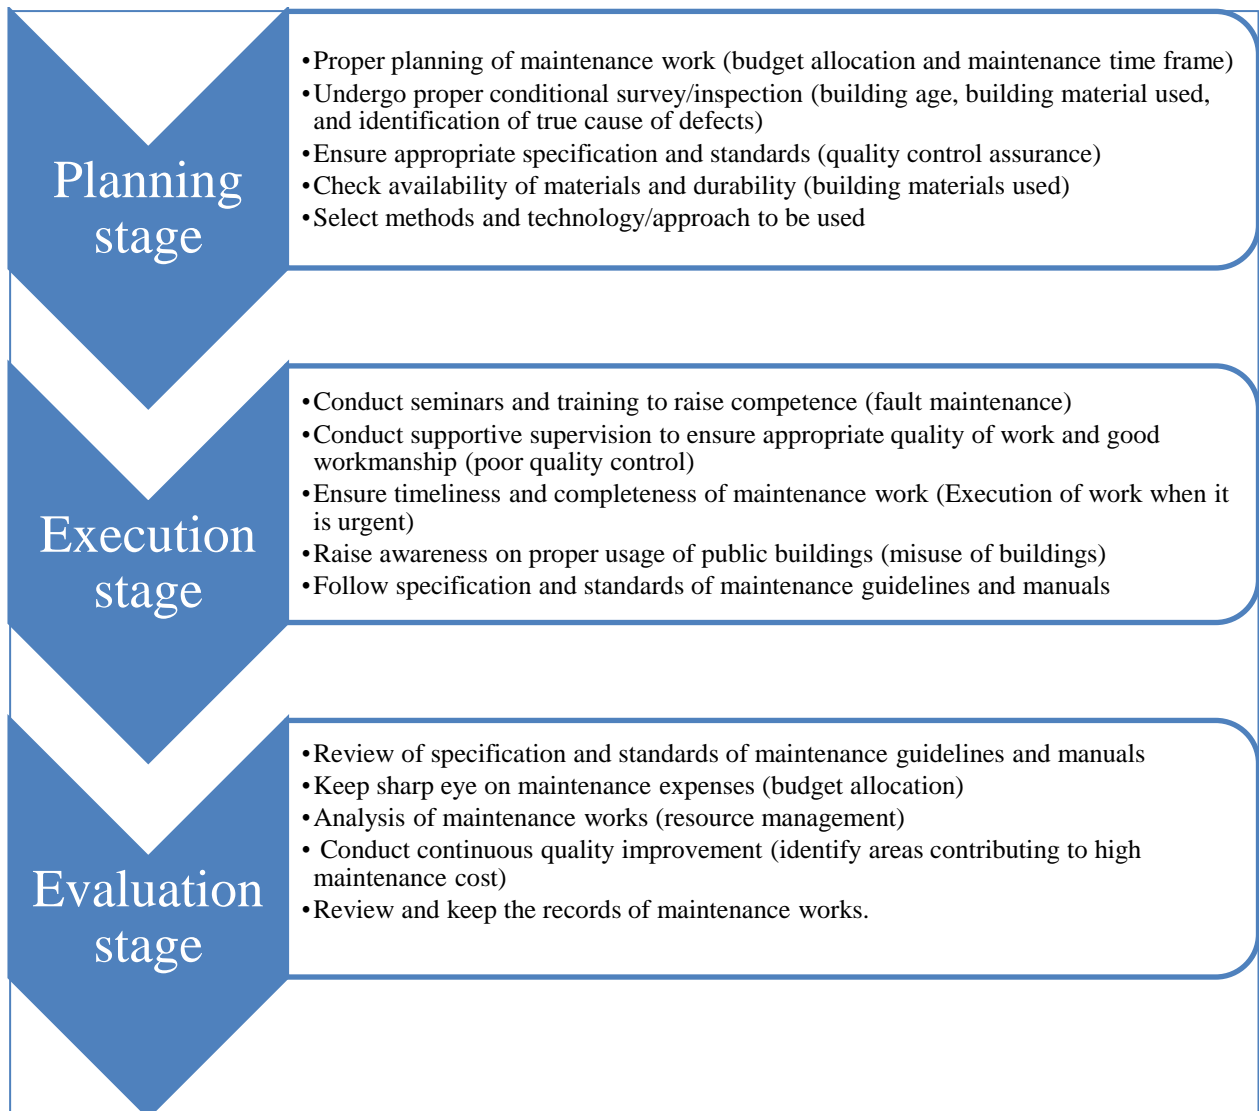 Planning
stage
•Proper planning of maintenance work (budget allocation and maintenance time frame)
•Undergo proper conditional survey/inspection (building age, building material used,
and identification of true cause of defects)
•Ensure appropriate specification and standards (quality control assurance)
•Check availability of materials and durability (building materials used)
•Select methods and technology/approach to be used
Execution
stage
•Conduct seminars and training to raise competence (fault maintenance)
•Conduct supportive supervision to ensure appropriate quality of work and good
workmanship (poor quality control)
•Ensure timeliness and completeness of maintenance work (Execution of work when it
is urgent)
•Raise awareness on proper usage of public buildings (misuse of buildings)
•Follow specification and standards of maintenance guidelines and manuals
Evaluation
stage
•Review of specification and standards of maintenance guidelines and manuals
•Keep sharp eye on maintenance expenses (budget allocation)
•Analysis of maintenance works (resource management)
• Conduct continuous quality improvement (identify areas contributing to high
maintenance cost)
•Review and keep the records of maintenance works.